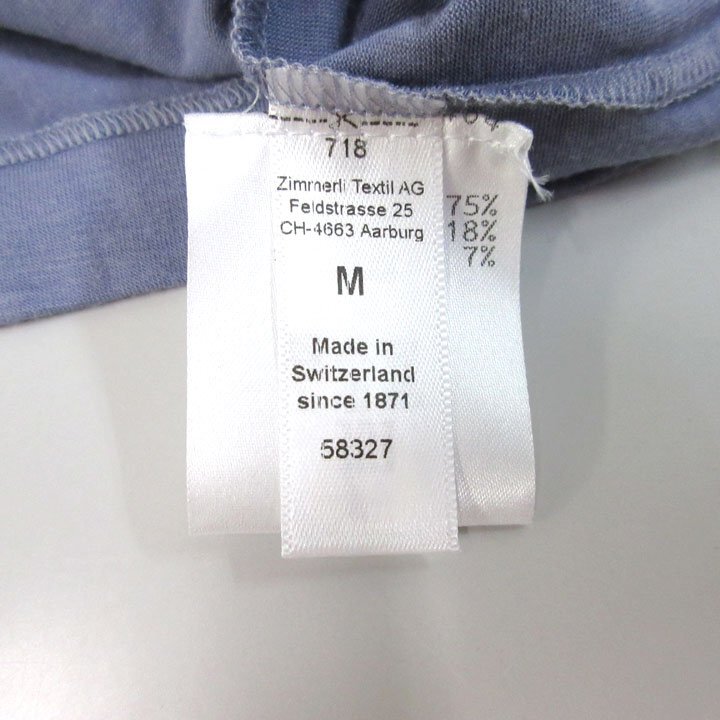 718
Zimmerli Textil AG
Feldstrasse 25
CH-4663 Aarburg
M
Made in
Switzerland
since 1871
58327
75%
18%
7%